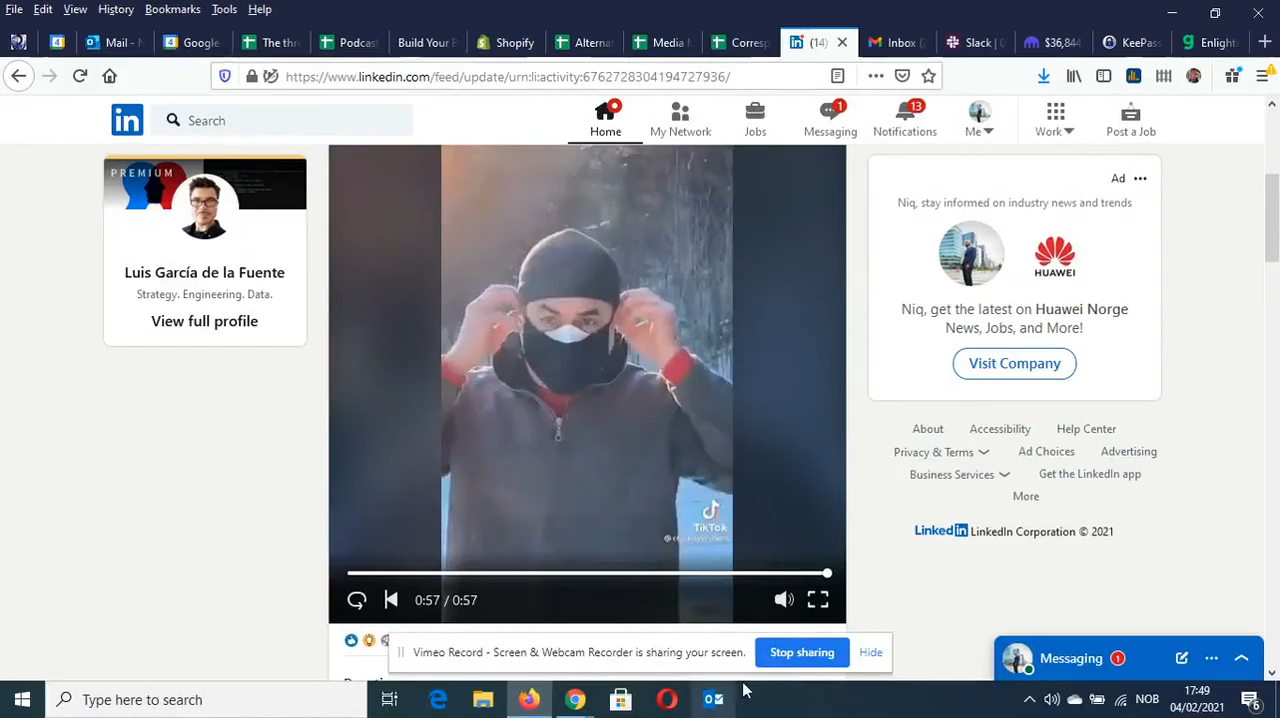 File Edit View History Bookmarks Tools Help
Google
The thr
Podcast
Build Your B
Shopify
Alterna
Media M
Corresp
(14)
Inbox (2
Slack | G
$36,844
KeePass
Enlight
https://www.linkedin.com/feed/update/urn:li:activity:6762728304194727936/
in
Search
Home
My Network
Jobs
1
Messaging
13
Notifications
Me
Work
Post a Job
PREMIUM
Luis García de la Fuente
Strategy. Engineering. Data.
View full profile
TikTok
0:57 / 0:57
Ad
Niq, stay informed on industry news and trends
HUAWEI
Niq, get the latest on Huawei Norge
News, Jobs, and More!
Visit Company
About Accessibility Help Center
Privacy & Terms Ad Choices Advertising
Business Services Get the LinkedIn app
More
LinkedIn LinkedIn Corporation © 2021
Vimeo Record - Screen & Webcam Recorder is sharing your screen. Stop sharing Hide
Messaging 1
Type here to search
NOB
17:49
04/02/2021